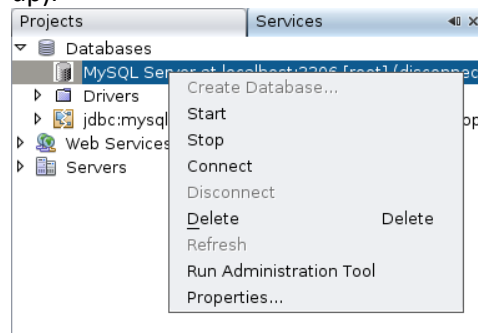 up).
Projects
Services
Databases
MySQL Server at localhost:3306 [root] (disconnec
Create Database...
Drivers
Start
jdbc:mysql
Stop
Web Services
Connect
Servers
Disconnect
Delete Delete
Refresh
Run Administration Tool
Properties...